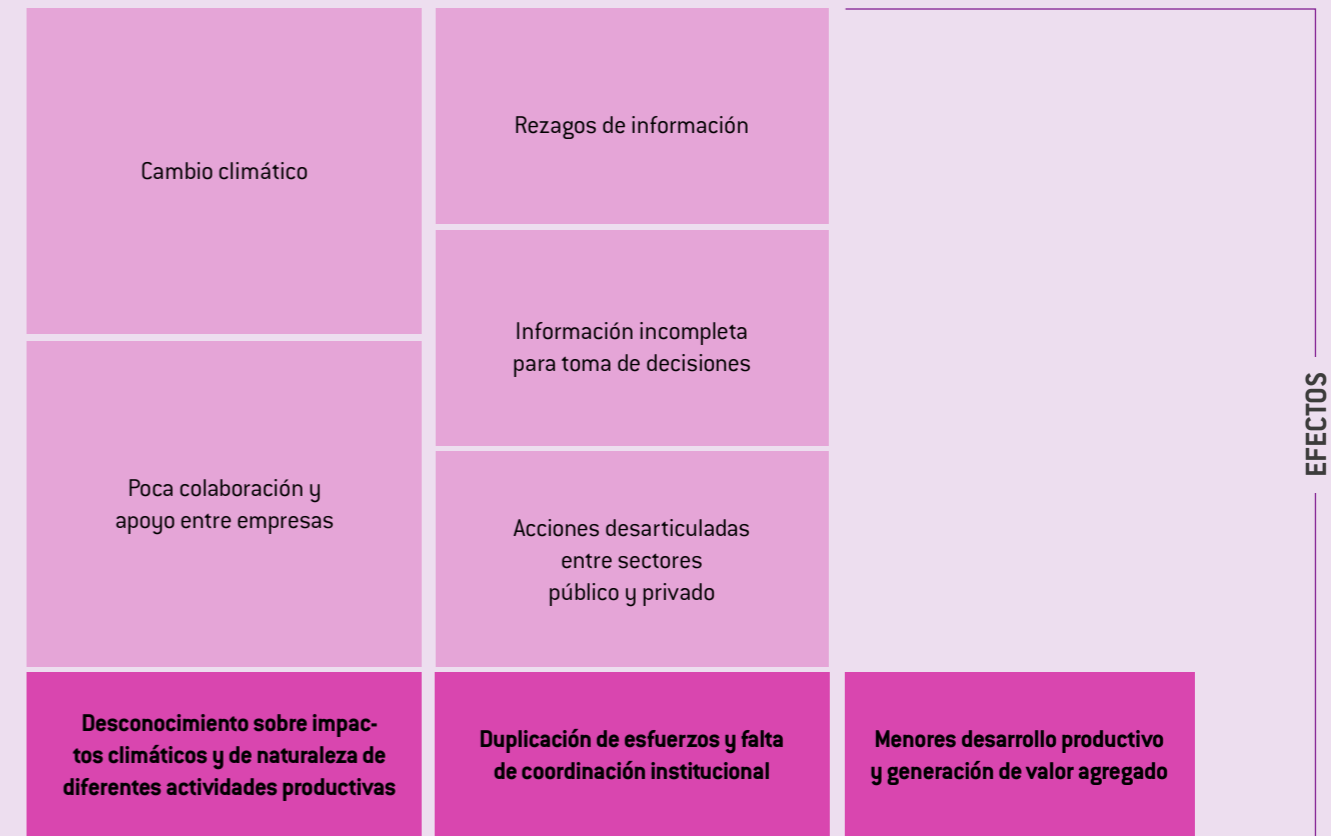 Cambio climático
Poca colaboración y
apoyo entre empresas
Desconocimiento sobre impac-
tos climáticos y de naturaleza de
diferentes actividades productivas
Rezagos de información
Información incompleta
para toma de decisiones
Acciones desarticuladas
entre sectores
público y privado
Duplicación de esfuerzos y falta
de coordinación institucional
Menores desarrollo productivo
y generación de valor agregado
EFECTOS